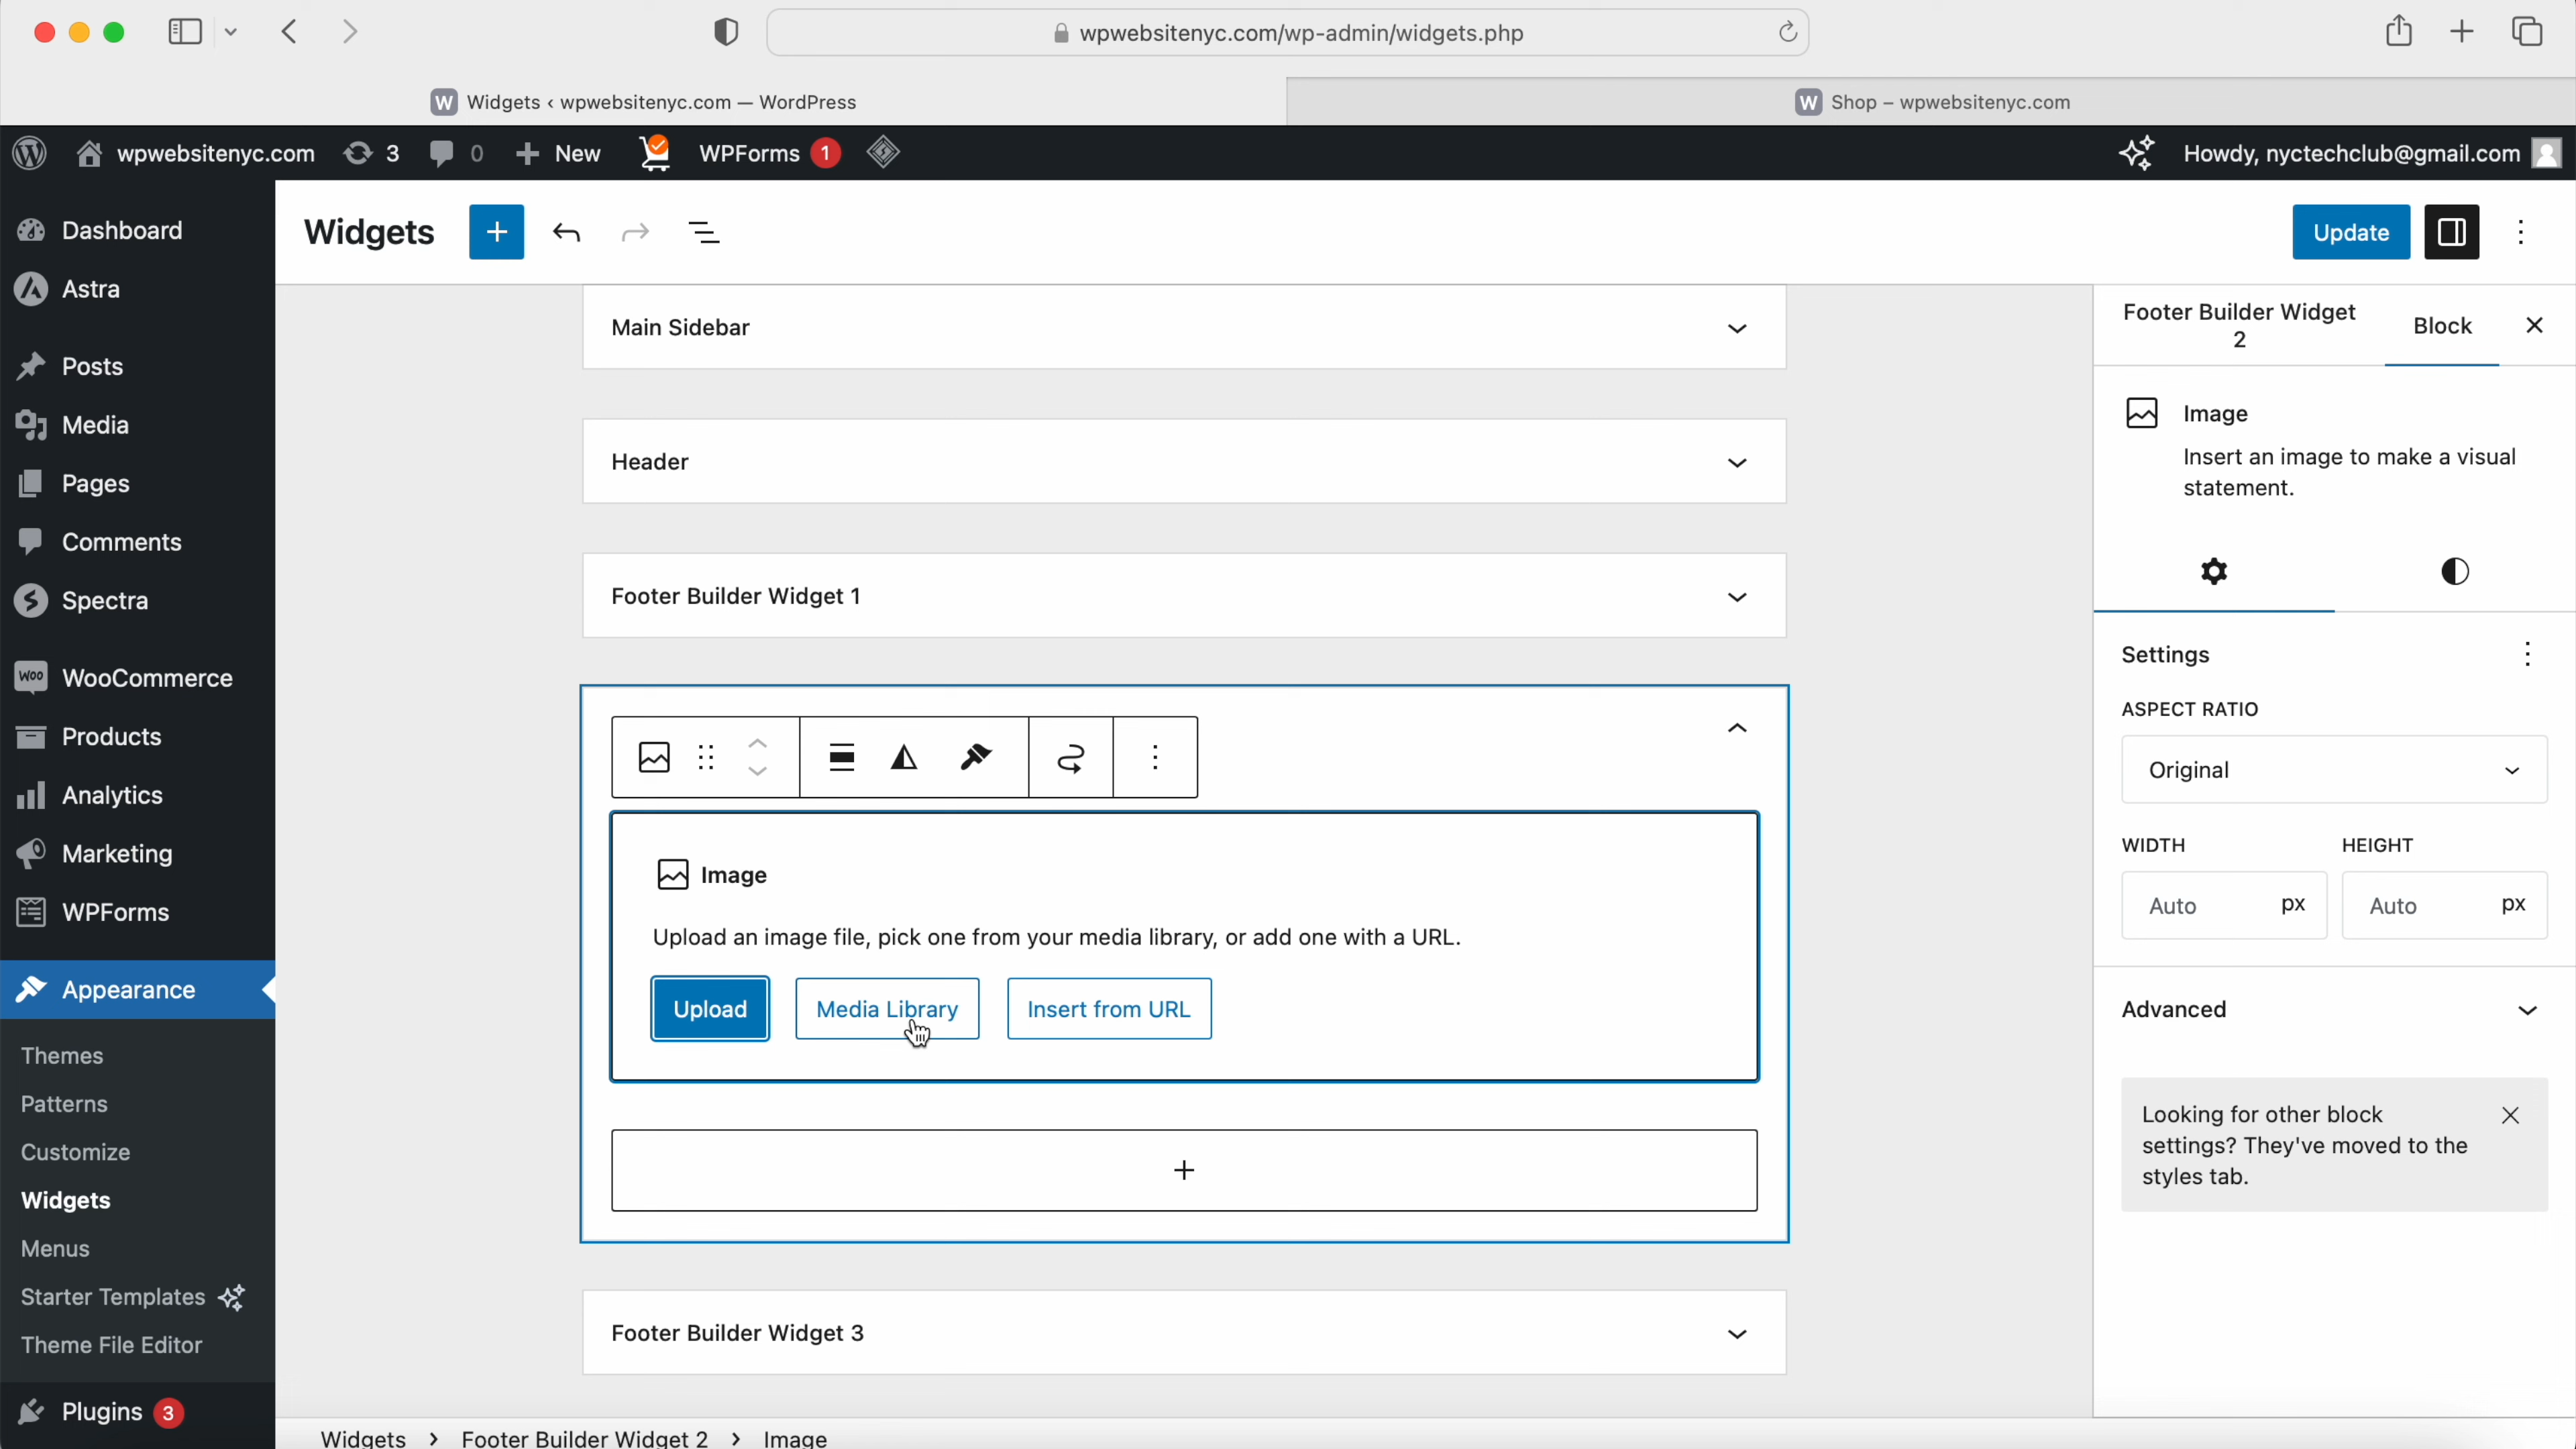 wpwebsitenyc.com/wp-admin/widgets.php
W Widgets ‹ wpwebsitenyc.com — WordPress
W Shop – wpwebsitenyc.com
wpwebsitenyc.com 3 0 New WPForms 1 Howdy, nyctechclub@gmail.com
Dashboard
Astra
Posts
Media
Pages
Comments
Spectra
Woo WooCommerce
Products
Analytics
Marketing
WPForms
Appearance
Themes
Patterns
Customize
Widgets
Menus
Starter Templates
Theme File Editor
Plugins 3
Widgets
Update
Main Sidebar
Header
Footer Builder Widget 1
Image
Upload an image file, pick one from your media library, or add one with a URL.
Upload Media Library Insert from URL
Footer Builder Widget 3
Widgets › Footer Builder Widget 2 › Image
Footer Builder Widget
2
Block
Image
Insert an image to make a visual
statement.
Settings
ASPECT RATIO
Original
WIDTH HEIGHT
Auto px Auto px
Advanced
Looking for other block
settings? They've moved to the
styles tab.